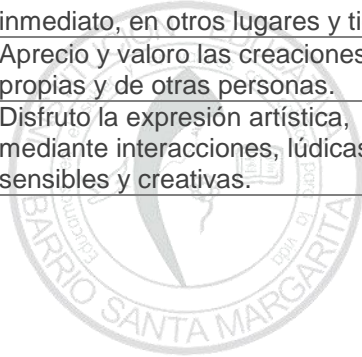 inmediato, en otros lugares y ti
Aprecio y valoro las creaciones
propias y de otras personas.
Disfruto la expresión artística,
mediante interacciones, lúdicas
sensibles y creativas.
BARRIO SANTA MARGARITA